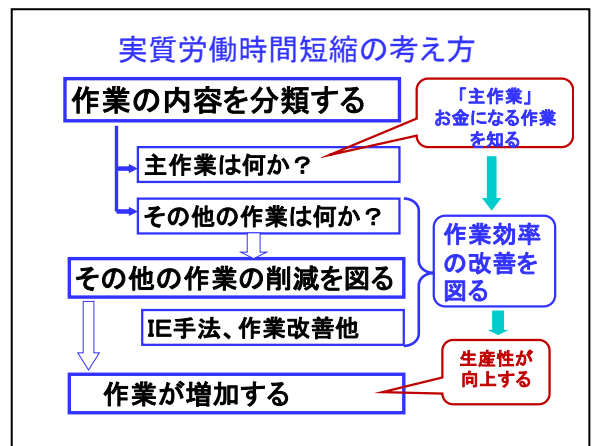 実質労働時間短縮の考え方
作業の内容を分類する
「主作業」
お金になる作業
を知る
主作業は何か？
その他の作業は何か？
作業効率
の改善を
図る
その他の作業の削減を図る
IE手法、作業改善他
生産性が
向上する
作業が増加する